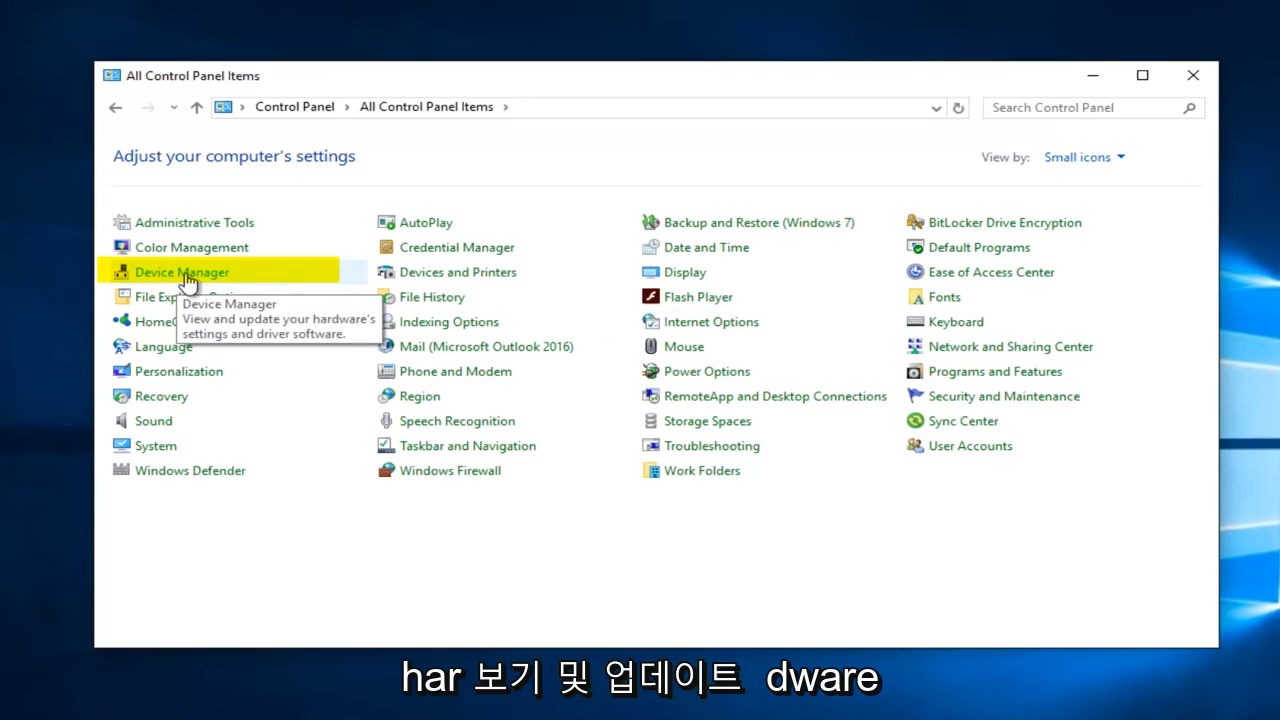 All Control Panel Items
Control Panel > All Control Panel Items >
Search Control Panel
Adjust your computer's settings
View by: Small icons
Administrative Tools AutoPlay Backup and Restore (Windows 7) BitLocker Drive Encryption
Color Management Credential Manager Date and Time Default Programs
Device Manager Devices and Printers Display Ease of Access Center
File File History Flash Player Fonts
Device Manager
View and update your hardware's
settings and driver software.
Indexing Options Internet Options Keyboard
Language Mail (Microsoft Outlook 2016) Mouse Network and Sharing Center
Personalization Phone and Modem Power Options Programs and Features
Recovery Region RemoteApp and Desktop Connections Security and Maintenance
Sound Speech Recognition Storage Spaces Sync Center
System Taskbar and Navigation Troubleshooting User Accounts
Windows Defender Windows Firewall Work Folders
har 보기 및 업데이트 dware